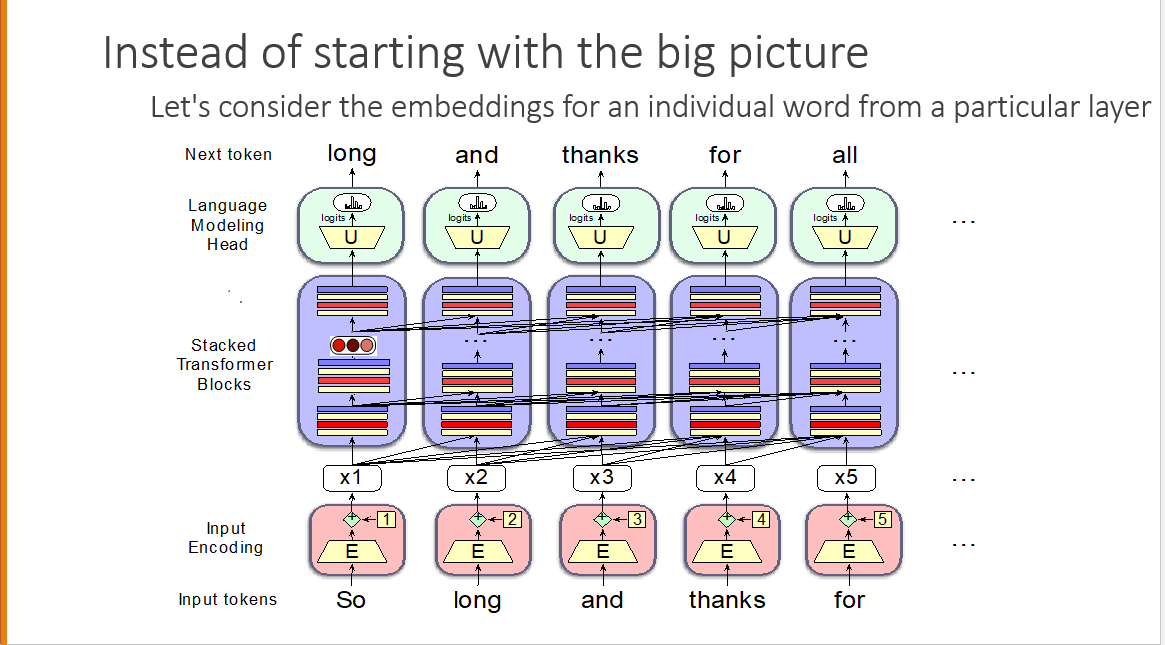 Instead of starting with the big picture
Let's consider the embeddings for an individual word from a particular layer
Next token long and thanks for all
Language
Modeling
Head
logits logits logits logits logits
U U U U U
...
Stacked
Transformer
Blocks
... ... ... ...
...
x1 x2 x3 x4 x5 ...
Input
Encoding
+ 1 + 2 + 3 + 4 + 5
E E E E E ...
Input tokens So long and thanks for